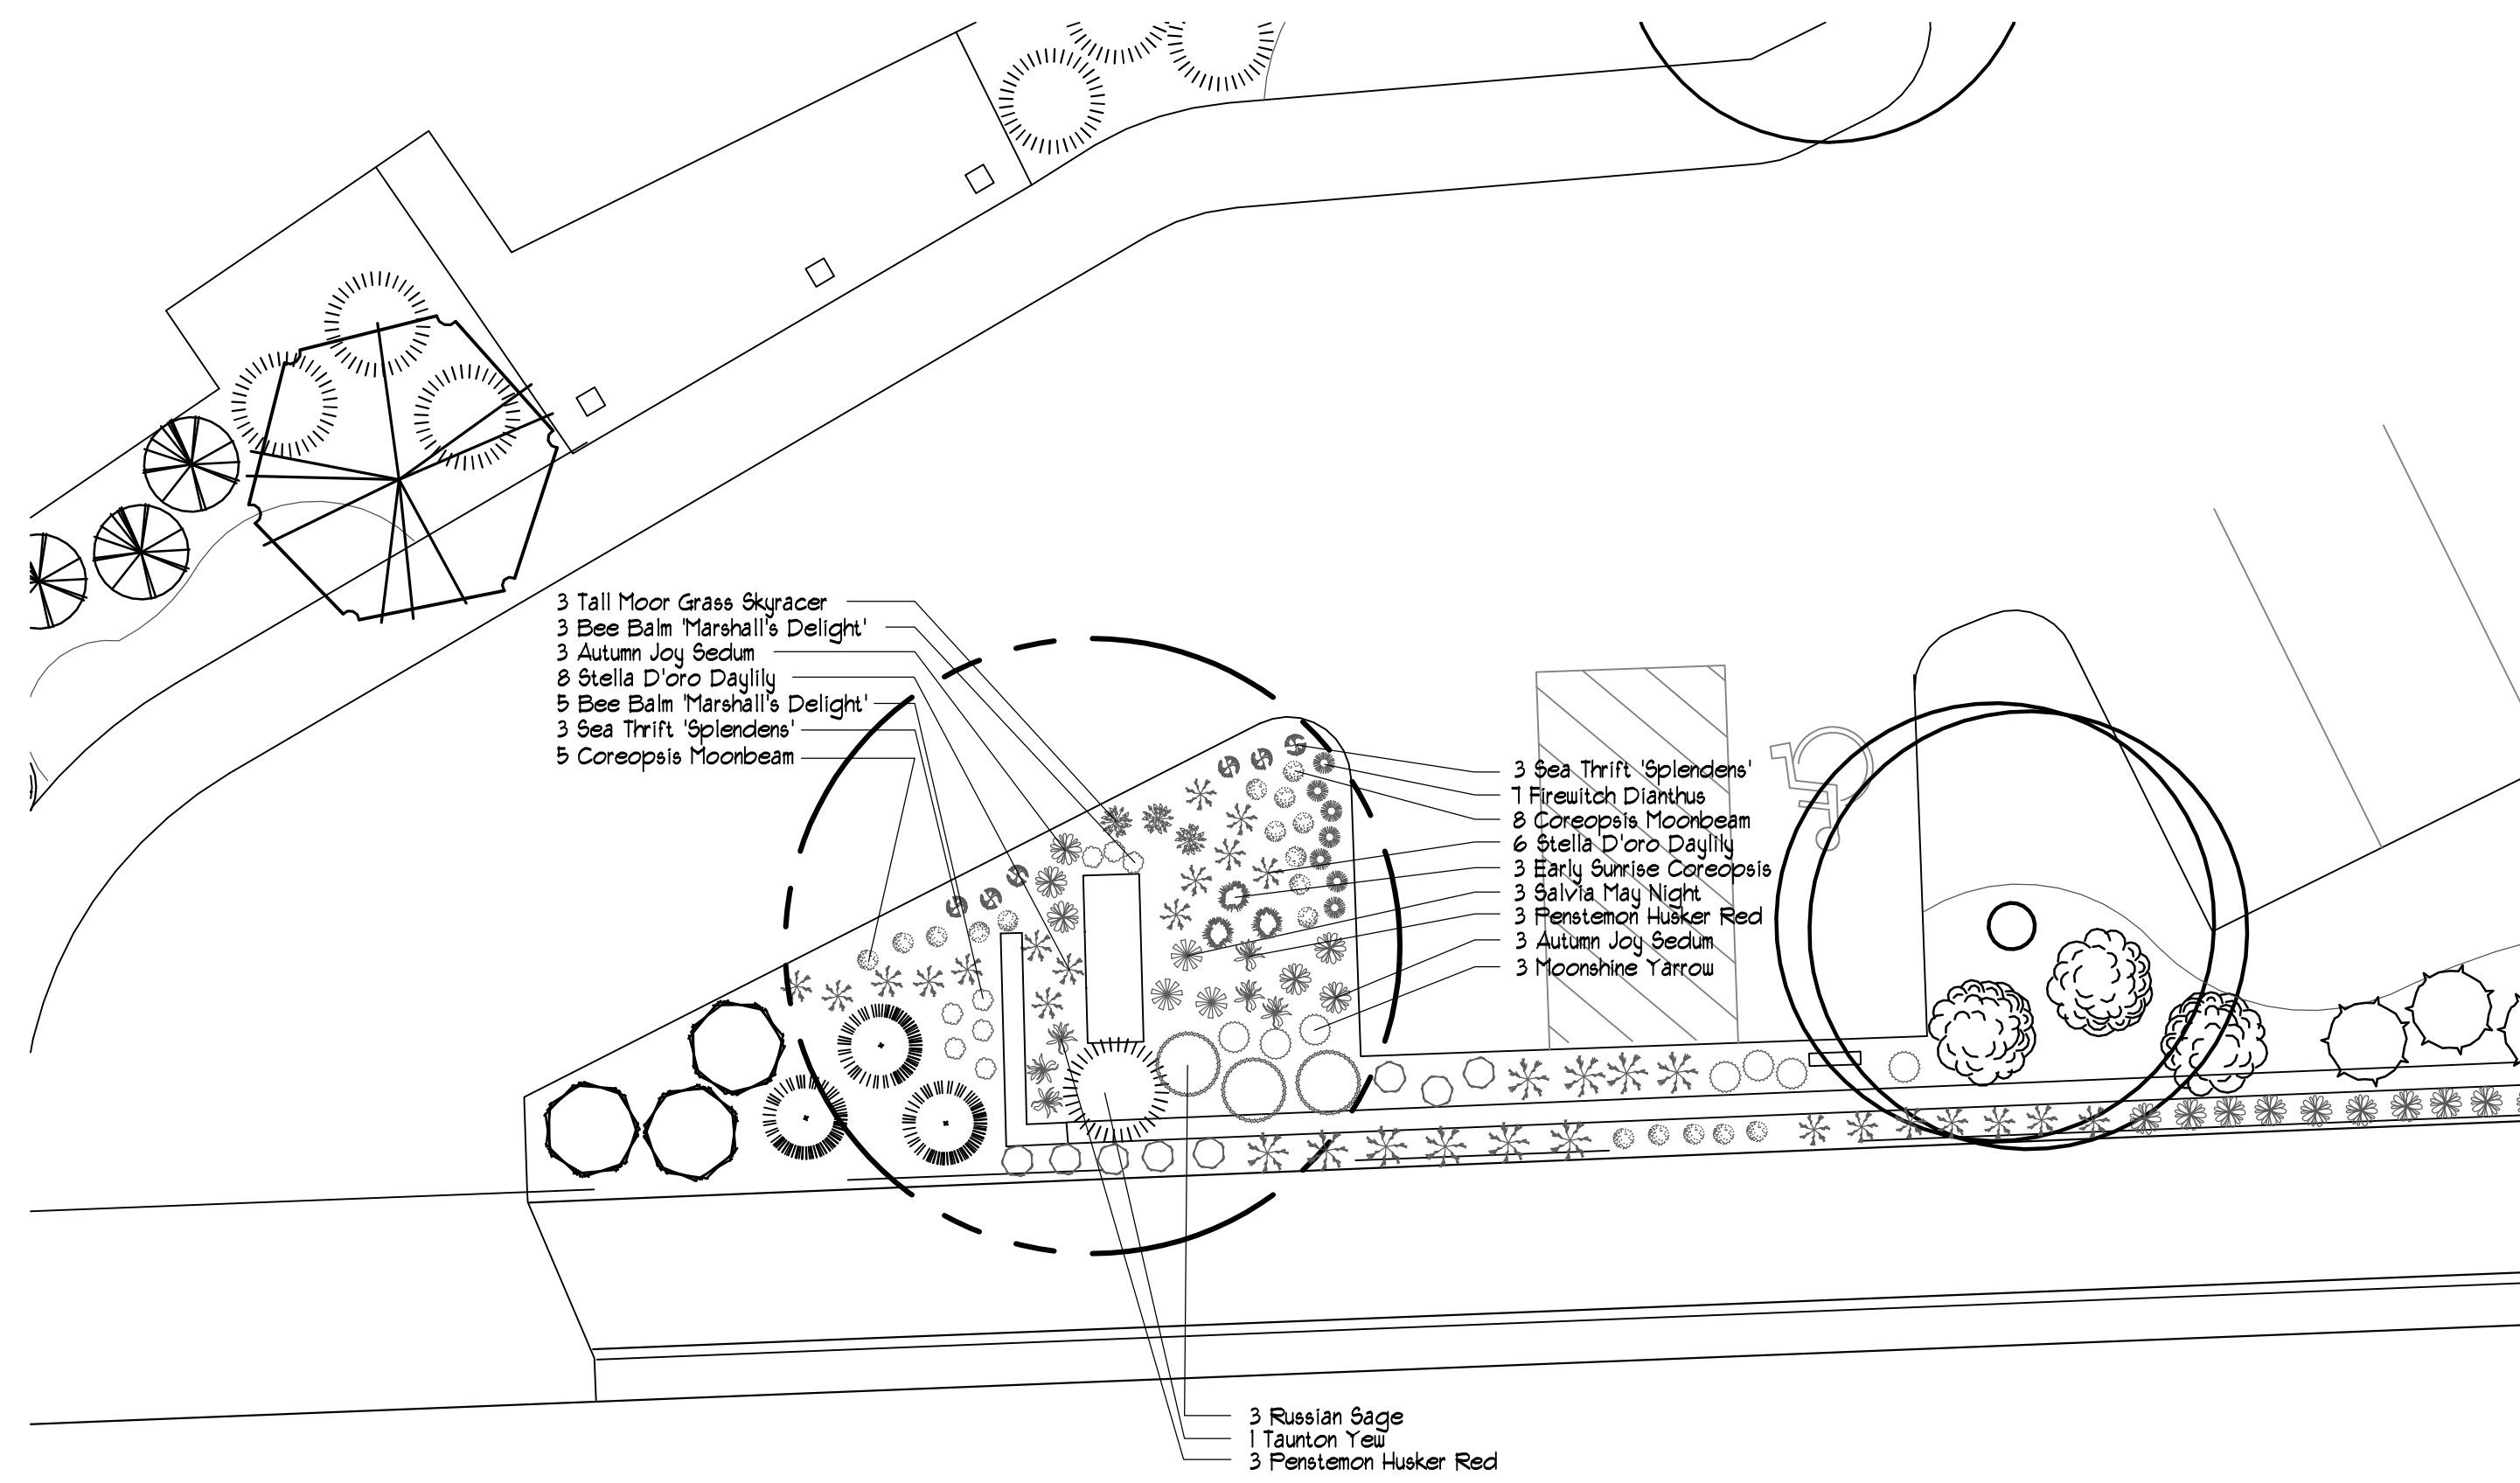 3 Tall Moor Grass Skyracer
3 Bee Balm 'Marshall's Delight'
3 Autumn Joy Sedum
8 Stella D'oro Daylily
5 Bee Balm 'Marshall's Delight'
3 Sea Thrift 'Splendens'
5 Coreopsis Moonbeam
3 Sea Thrift 'Splendens'
7 Firewitch Dianthus
8 Coreopsis Moonbeam
6 Stella D'oro Daylily
3 Early Sunrise Coreopsis
3 Salvia May Night
3 Penstemon Husker Red
3 Autumn Joy Sedum
3 Moonshine Yarrow
3 Russian Sage
1 Taunton Yew
3 Penstemon Husker Red